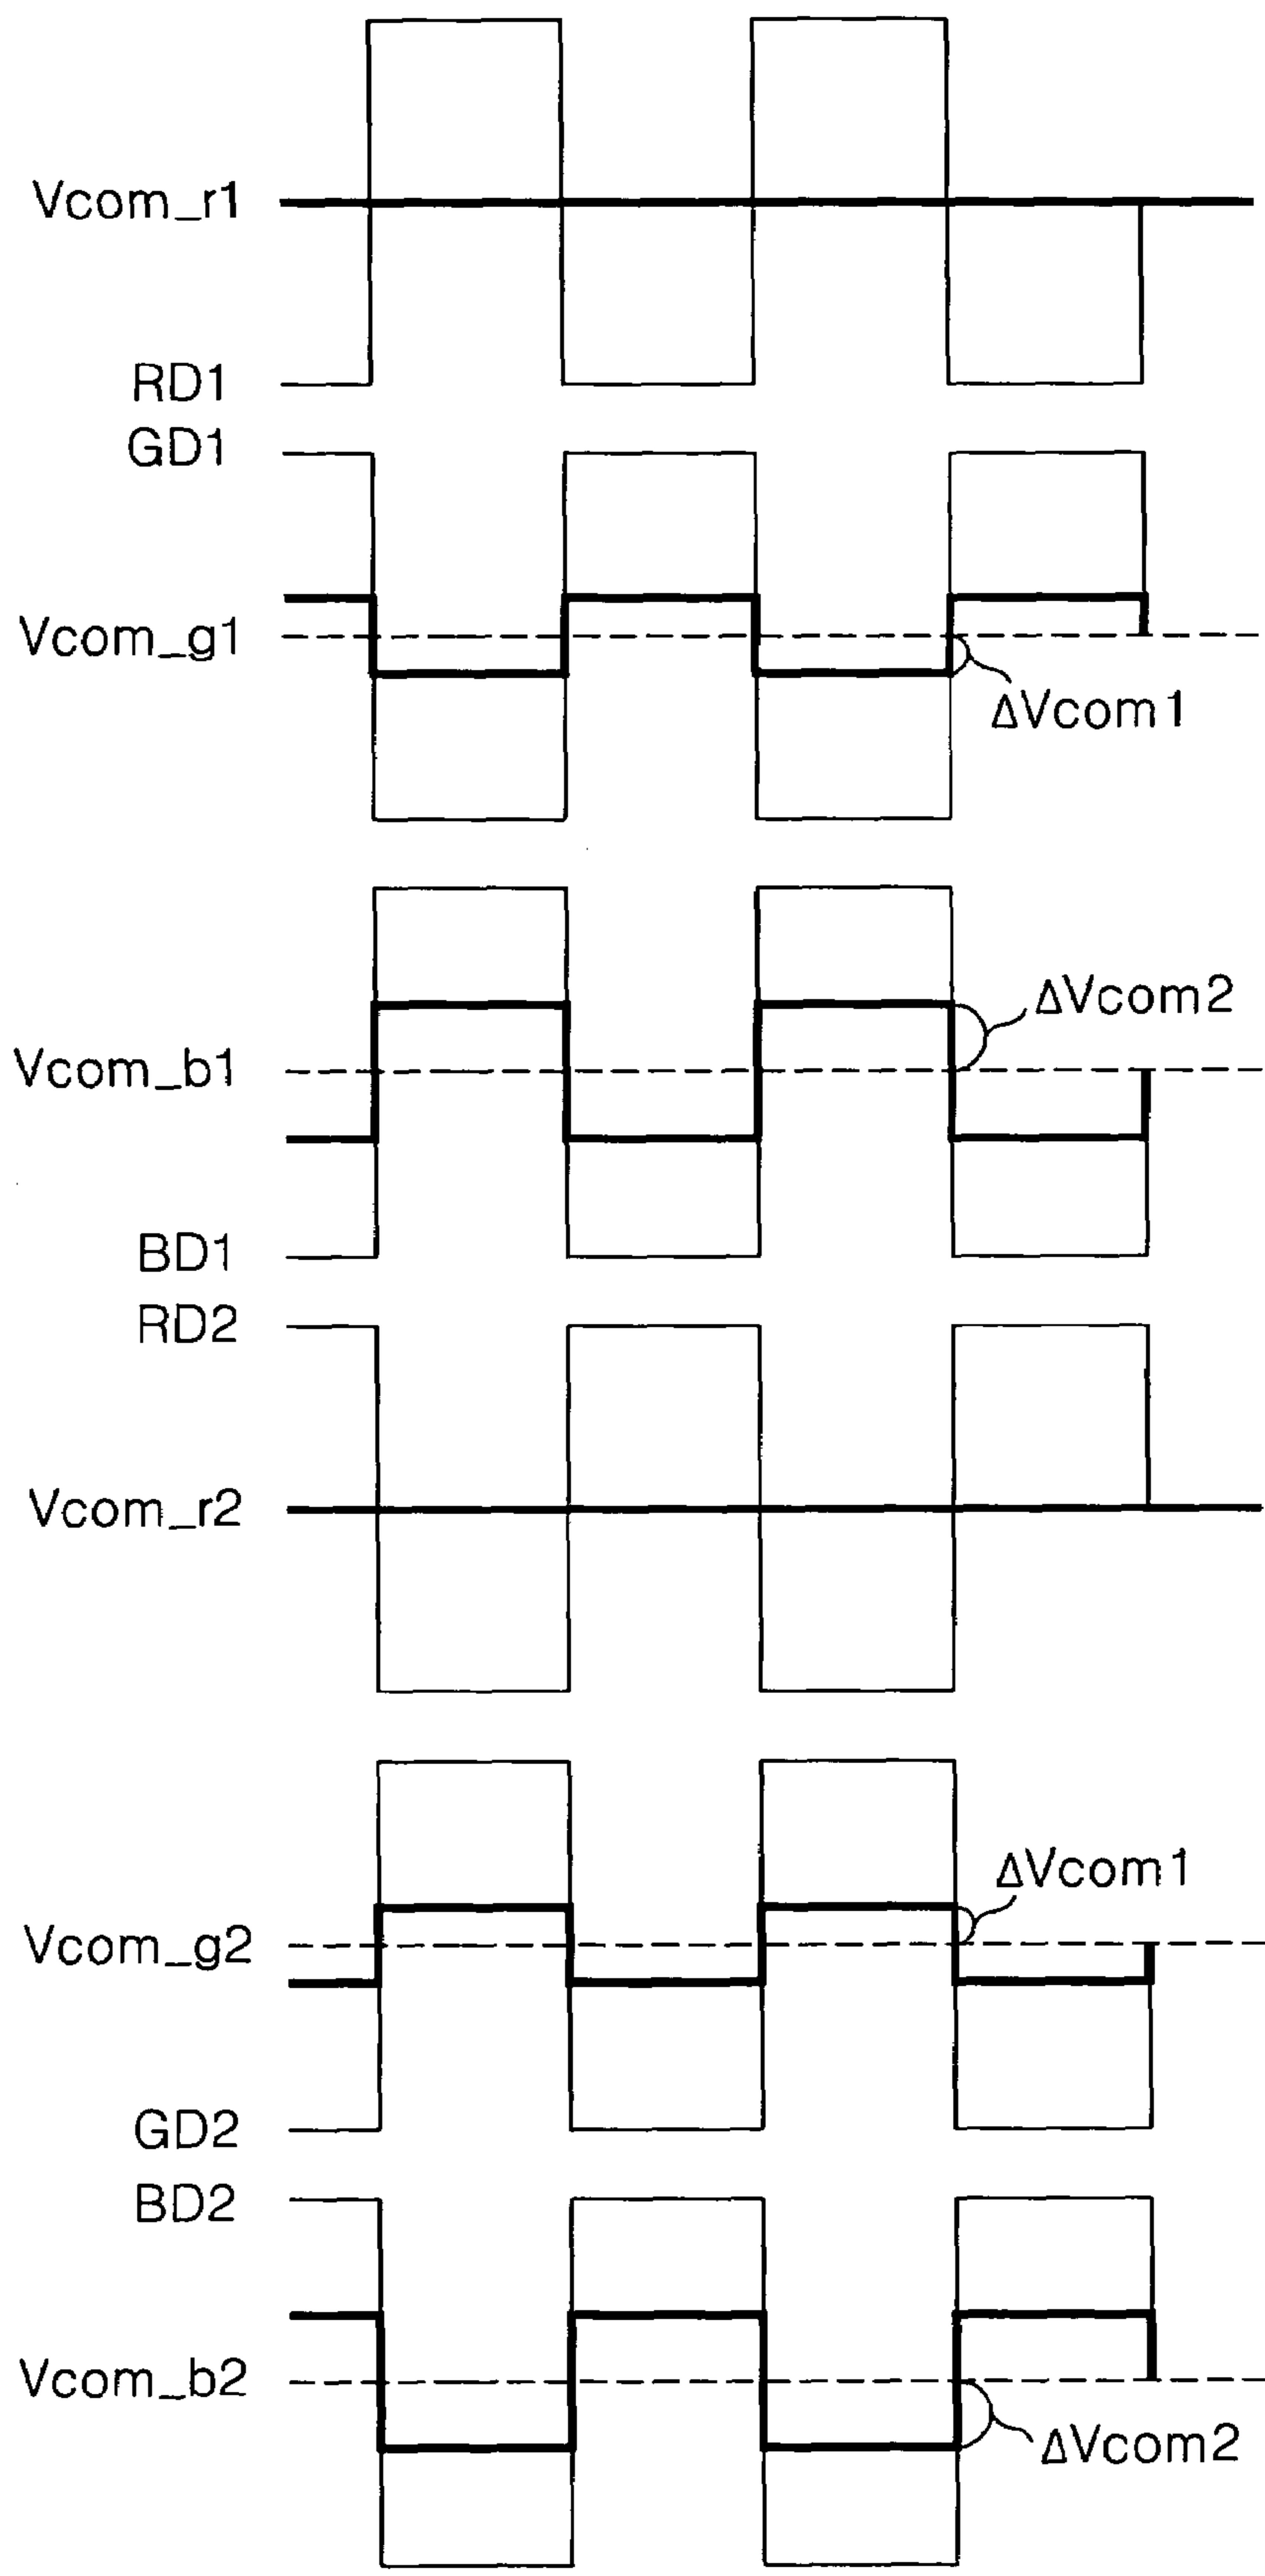 Vcom_r1
RD1
GD1
Vcom_g1
ΔVcom1
ΔVcom2
Vcom_b1
BD1
RD2
Vcom_r2
ΔVcom1
Vcom_g2
GD2
BD2
Vcom_b2
ΔVcom2